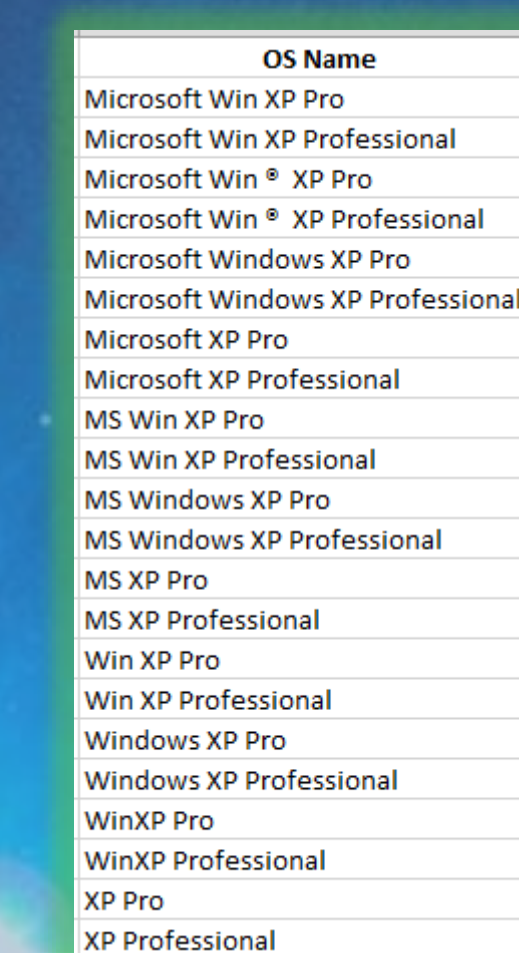 OS Name
Microsoft Win XP Pro
Microsoft Win XP Professional
Microsoft Win ® XP Pro
Microsoft Win ® XP Professional
Microsoft Windows XP Pro
Microsoft Windows XP Professional
Microsoft XP Pro
Microsoft XP Professional
MS Win XP Pro
MS Win XP Professional
MS Windows XP Pro
MS Windows XP Professional
MS XP Pro
MS XP Professional
Win XP Pro
Win XP Professional
Windows XP Pro
Windows XP Professional
WinXP Pro
WinXP Professional
XP Pro
XP Professional